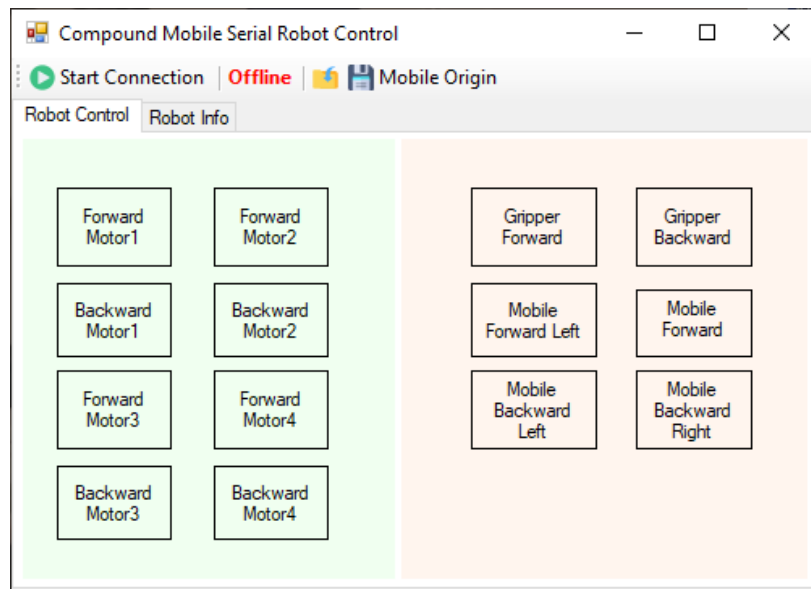 Compound Mobile Serial Robot Control
Start Connection Offline Mobile Origin
Robot Control Robot Info
Forward
Motor1
Forward
Motor2
Backward
Motor1
Backward
Motor2
Forward
Motor3
Forward
Motor4
Backward
Motor3
Backward
Motor4
Gripper
Forward
Gripper
Backward
Mobile
Forward Left
Mobile
Forward
Mobile
Backward
Left
Mobile
Backward
Right